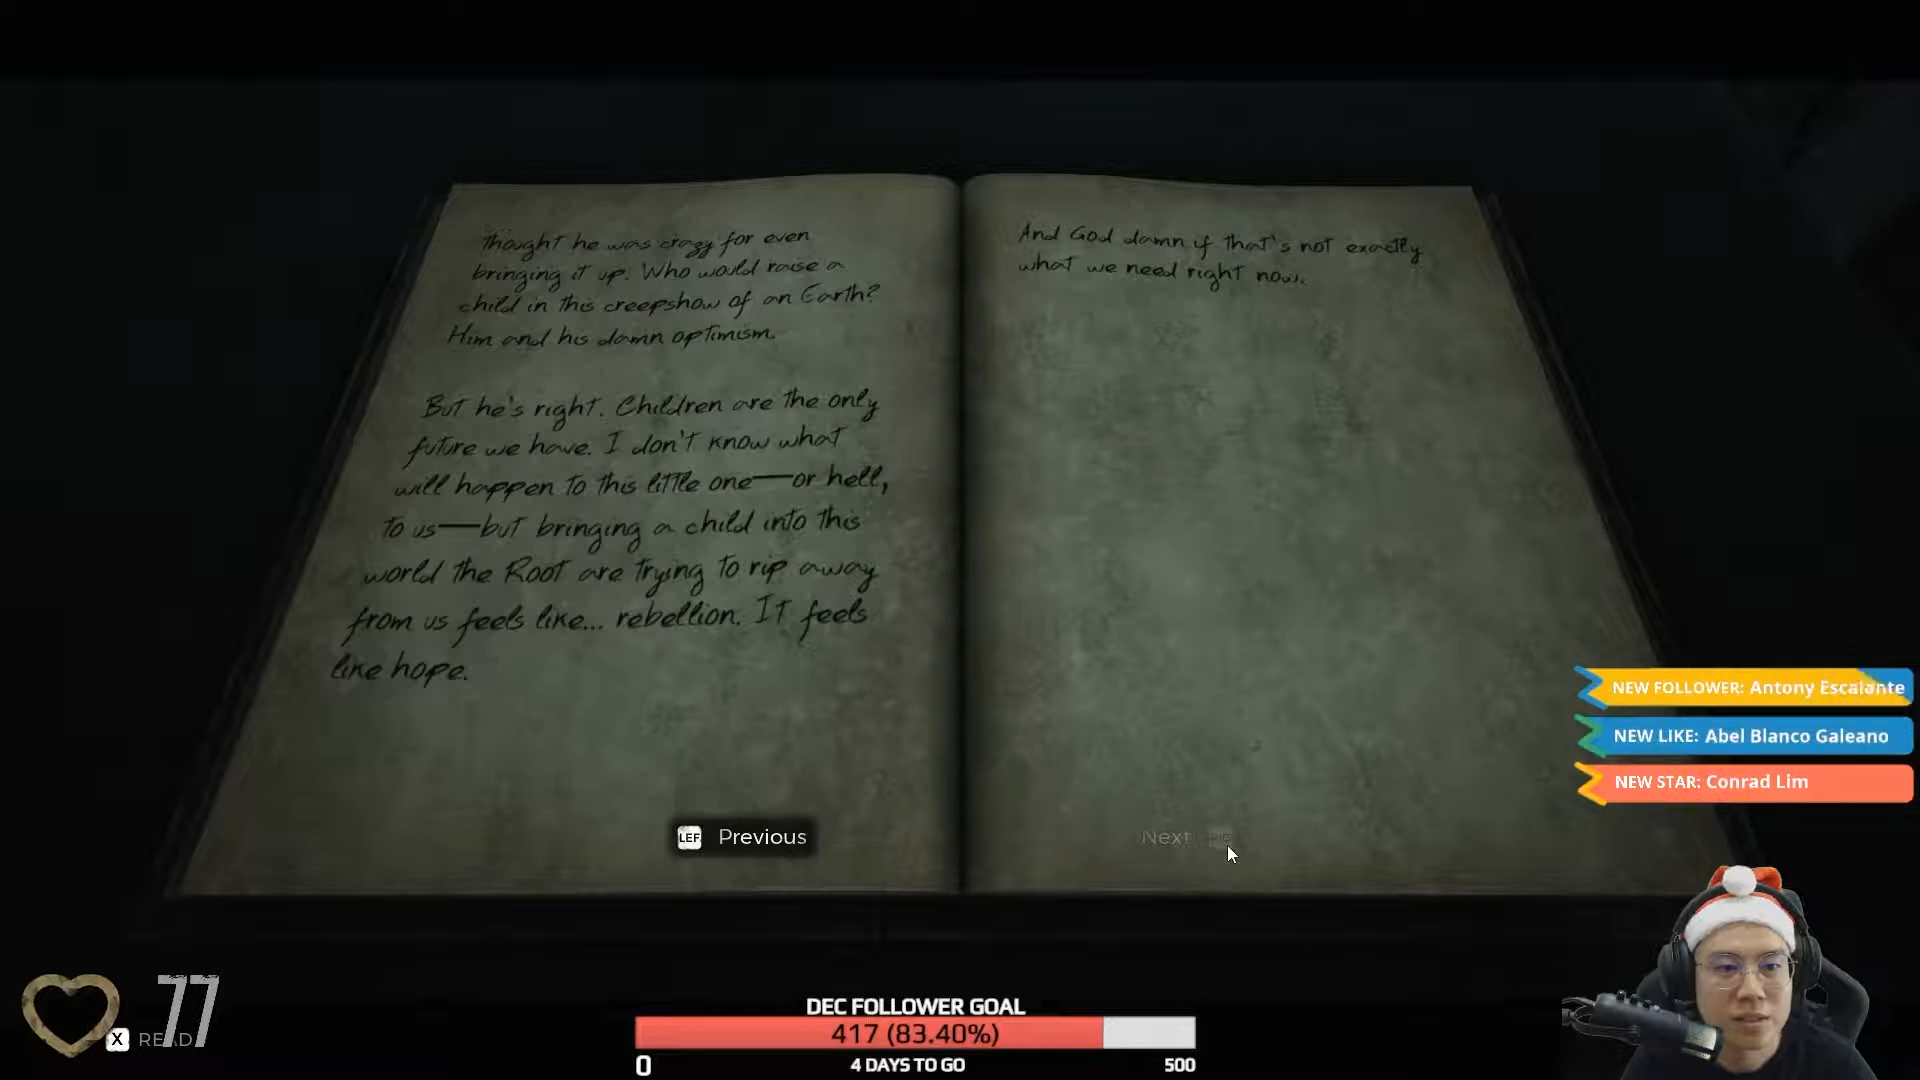 thought he was crazy for even
bringing it up. Who would raise a
child in this creepshow of an Earth?
Him and his damn optimism.
But he's right. Children are the only
future we have. I don't know what
will happen to this little one—or hell,
to us—but bringing a child into this
world the Root are trying to rip away
from us feels like... rebellion. It feels
like hope.
And God damn if that's not exactly
what we need right now.
NEW FOLLOWER: Antony Escalante
NEW LIKE: Abel Blanco Galeano
NEW STAR: Conrad Lim
LEF Previous
Next
77
X READ
DEC FOLLOWER GOAL
417 (83.40%)
0 4 DAYS TO GO 500